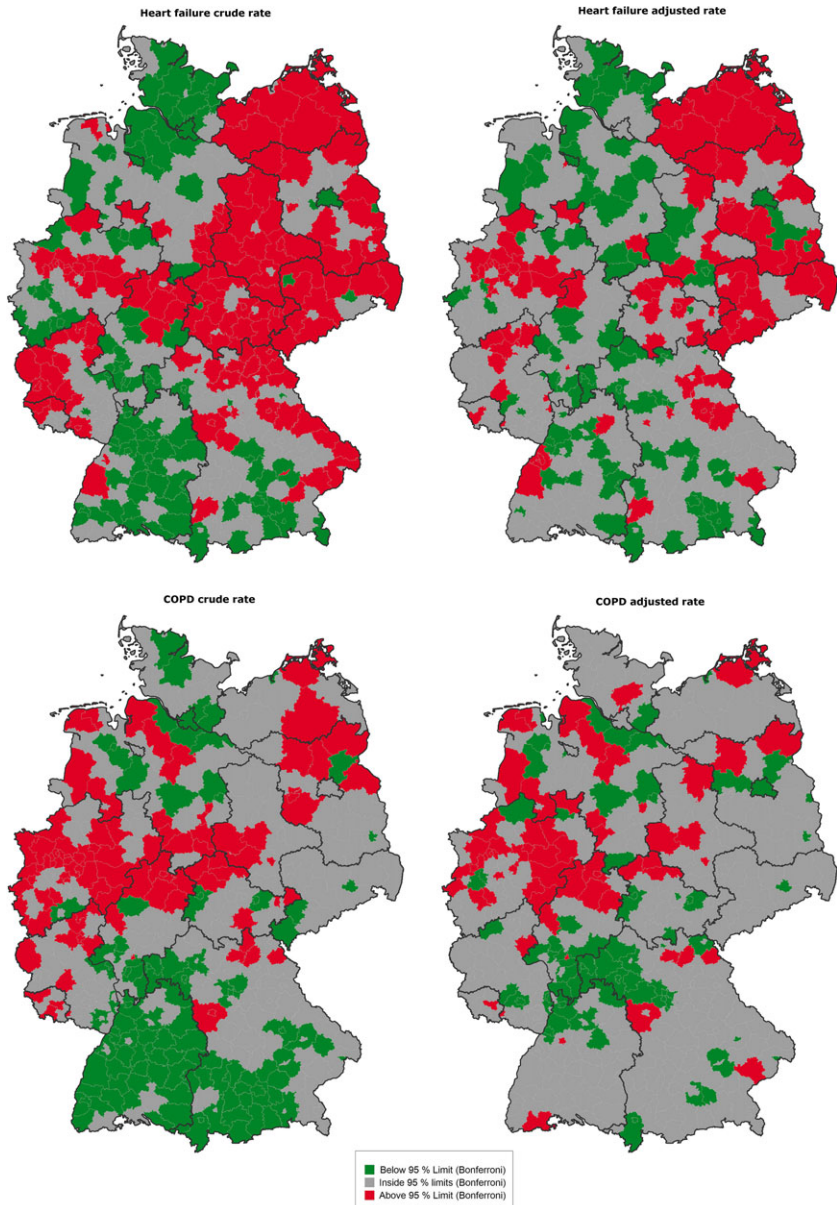 Heart failure crude rate
Heart failure adjusted rate
COPD crude rate
COPD adjusted rate
Below 95 % Limit (Bonferroni)
Inside 95 % limits (Bonferroni)
Above 95 % Limit (Bonferroni)